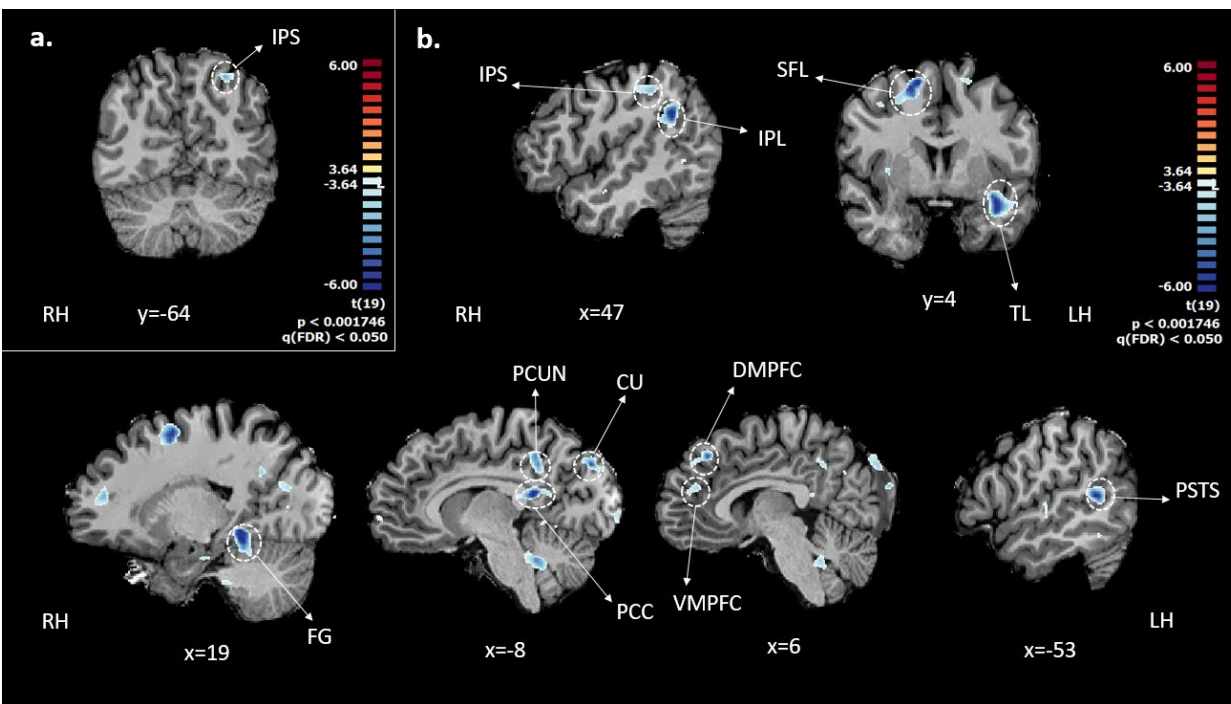 a.
IPS
6.00
3.64
-3.64
-6.00
t(19)
p < 0.001746
q(FDR) < 0.050
RH
y=-64
b.
IPS
IPL
RH
x=47
SFL
TL
LH
y=4
6.00
3.64
-3.64
-6.00
t(19)
p < 0.001746
q(FDR) < 0.050
RH
FG
x=19
PCUN
CU
PCC
x=-8
DMPFC
VMPFC
x=6
PSTS
LH
x=-53